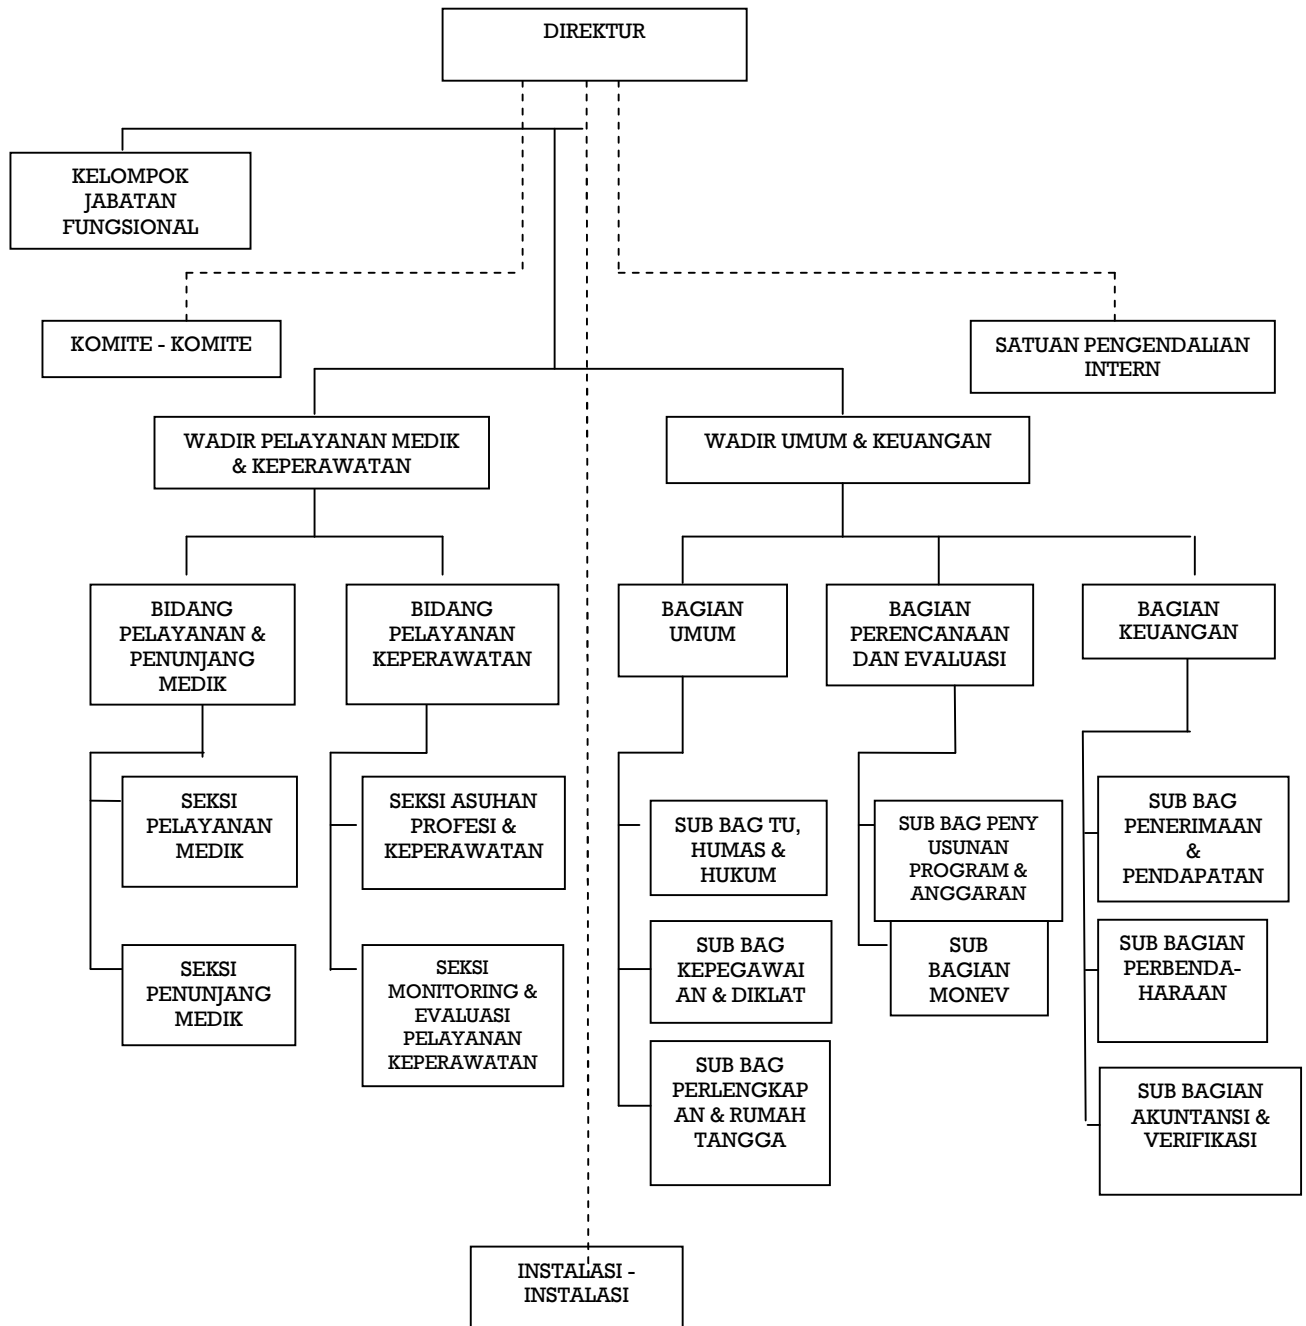 DIREKTUR
KELOMPOK
JABATAN
FUNGSIONAL
KOMITE - KOMITE
SATUAN PENGENDALIAN
INTERN
WADIR PELAYANAN MEDIK
& KEPERAWATAN
WADIR UMUM & KEUANGAN
BIDANG
PELAYANAN &
PENUNJANG
MEDIK
BIDANG
PELAYANAN
KEPERAWATAN
BAGIAN
UMUM
BAGIAN
PERENCANAAN
DAN EVALUASI
BAGIAN
KEUANGAN
SEKSI
PELAYANAN
MEDIK
SEKSI ASUHAN
PROFESI &
KEPERAWATAN
SUB BAG TU,
HUMAS &
HUKUM
SUB BAG PENY
USUNAN
PROGRAM &
ANGGARAN
SUB BAG
PENERIMAAN
&
PENDAPATAN
SEKSI
PENUNJANG
MEDIK
SEKSI
MONITORING &
EVALUASI
PELAYANAN
KEPERAWATAN
SUB BAG
KEPEGAWAI
AN & DIKLAT
SUB
BAGIAN
MONEV
SUB BAGIAN
PERBENDA-
HARAAN
SUB BAG
PERLENGKAP
AN & RUMAH
TANGGA
SUB BAGIAN
AKUNTANSI &
VERIFIKASI
INSTALASI -
INSTALASI